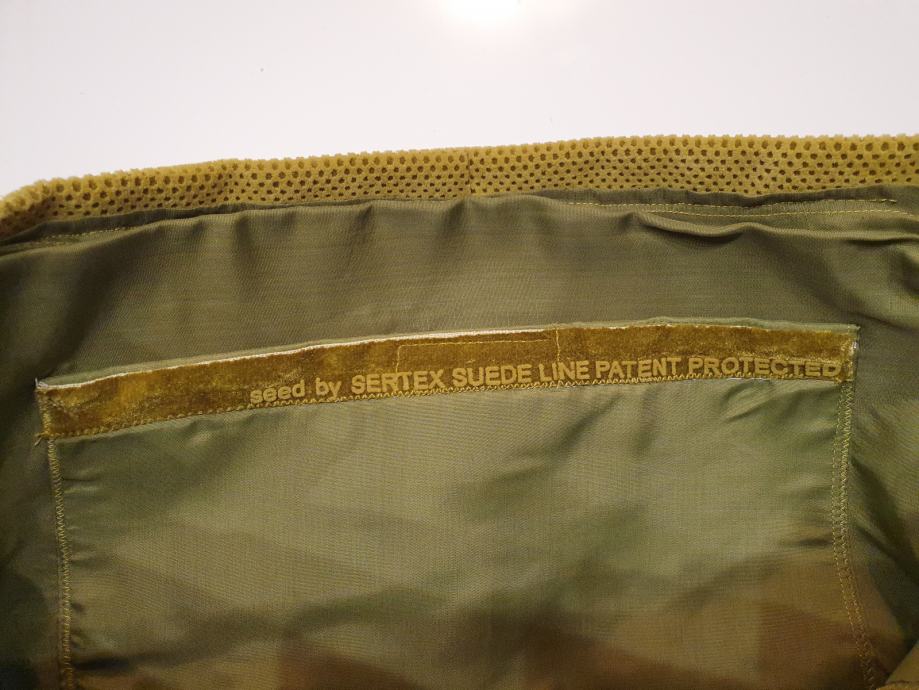 seed by SERTEX SUEDE LINE PATENT PROTECTED